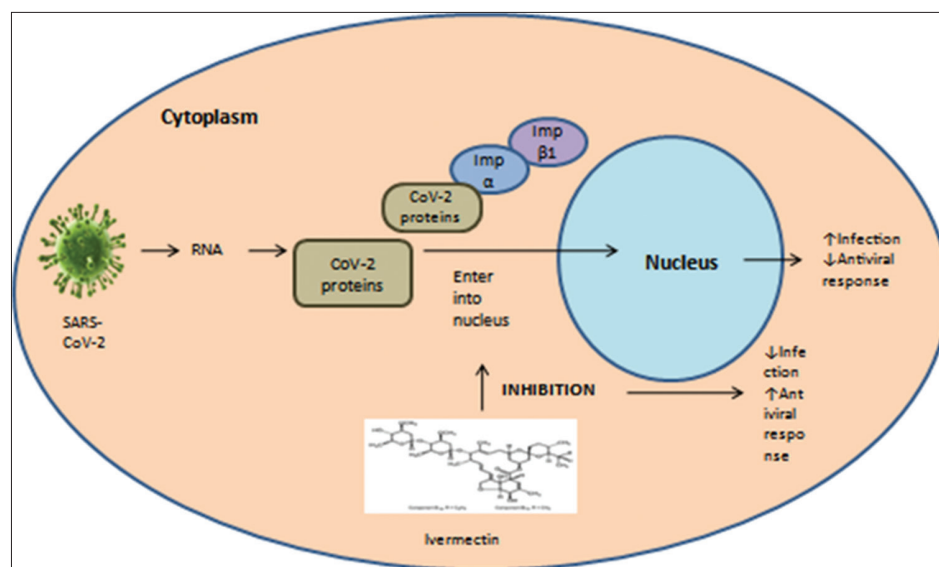 Cytoplasm
Imp
β1
Imp
α
CoV-2
proteins
RNA
CoV-2
proteins
Nucleus
↑Infection
↓Antiviral
response
Enter
into
nucleus
SARS-
CoV-2
INHIBITION
↓Infe
ction
↑Ant
iviral
respo
nse
Ivermectin